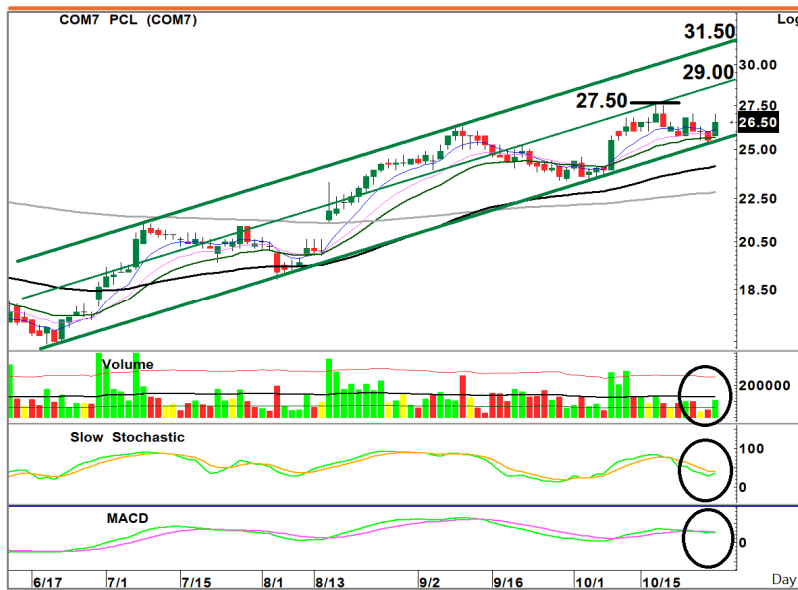 COM7 PCL (COM7)
Log
31.50
30.00
29.00
27.50
27.50
26.50
25.00
22.50
20.50
18.50
Volume
200000
Slow Stochastic
100
0
MACD
0
6/17 7/1 7/15 8/1 8/13 9/2 9/16 10/1 10/15 Day